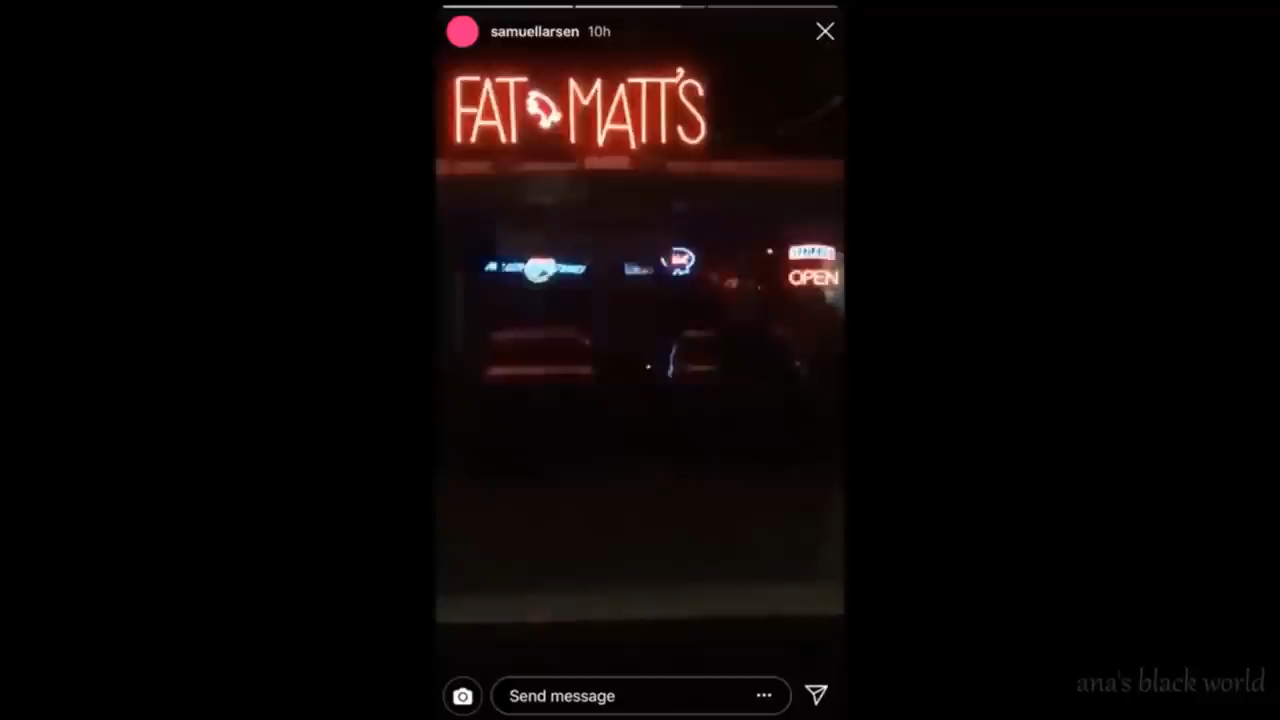 samuellarsen 10h
FAT MATT'S
OPEN
Send message
ana's black world